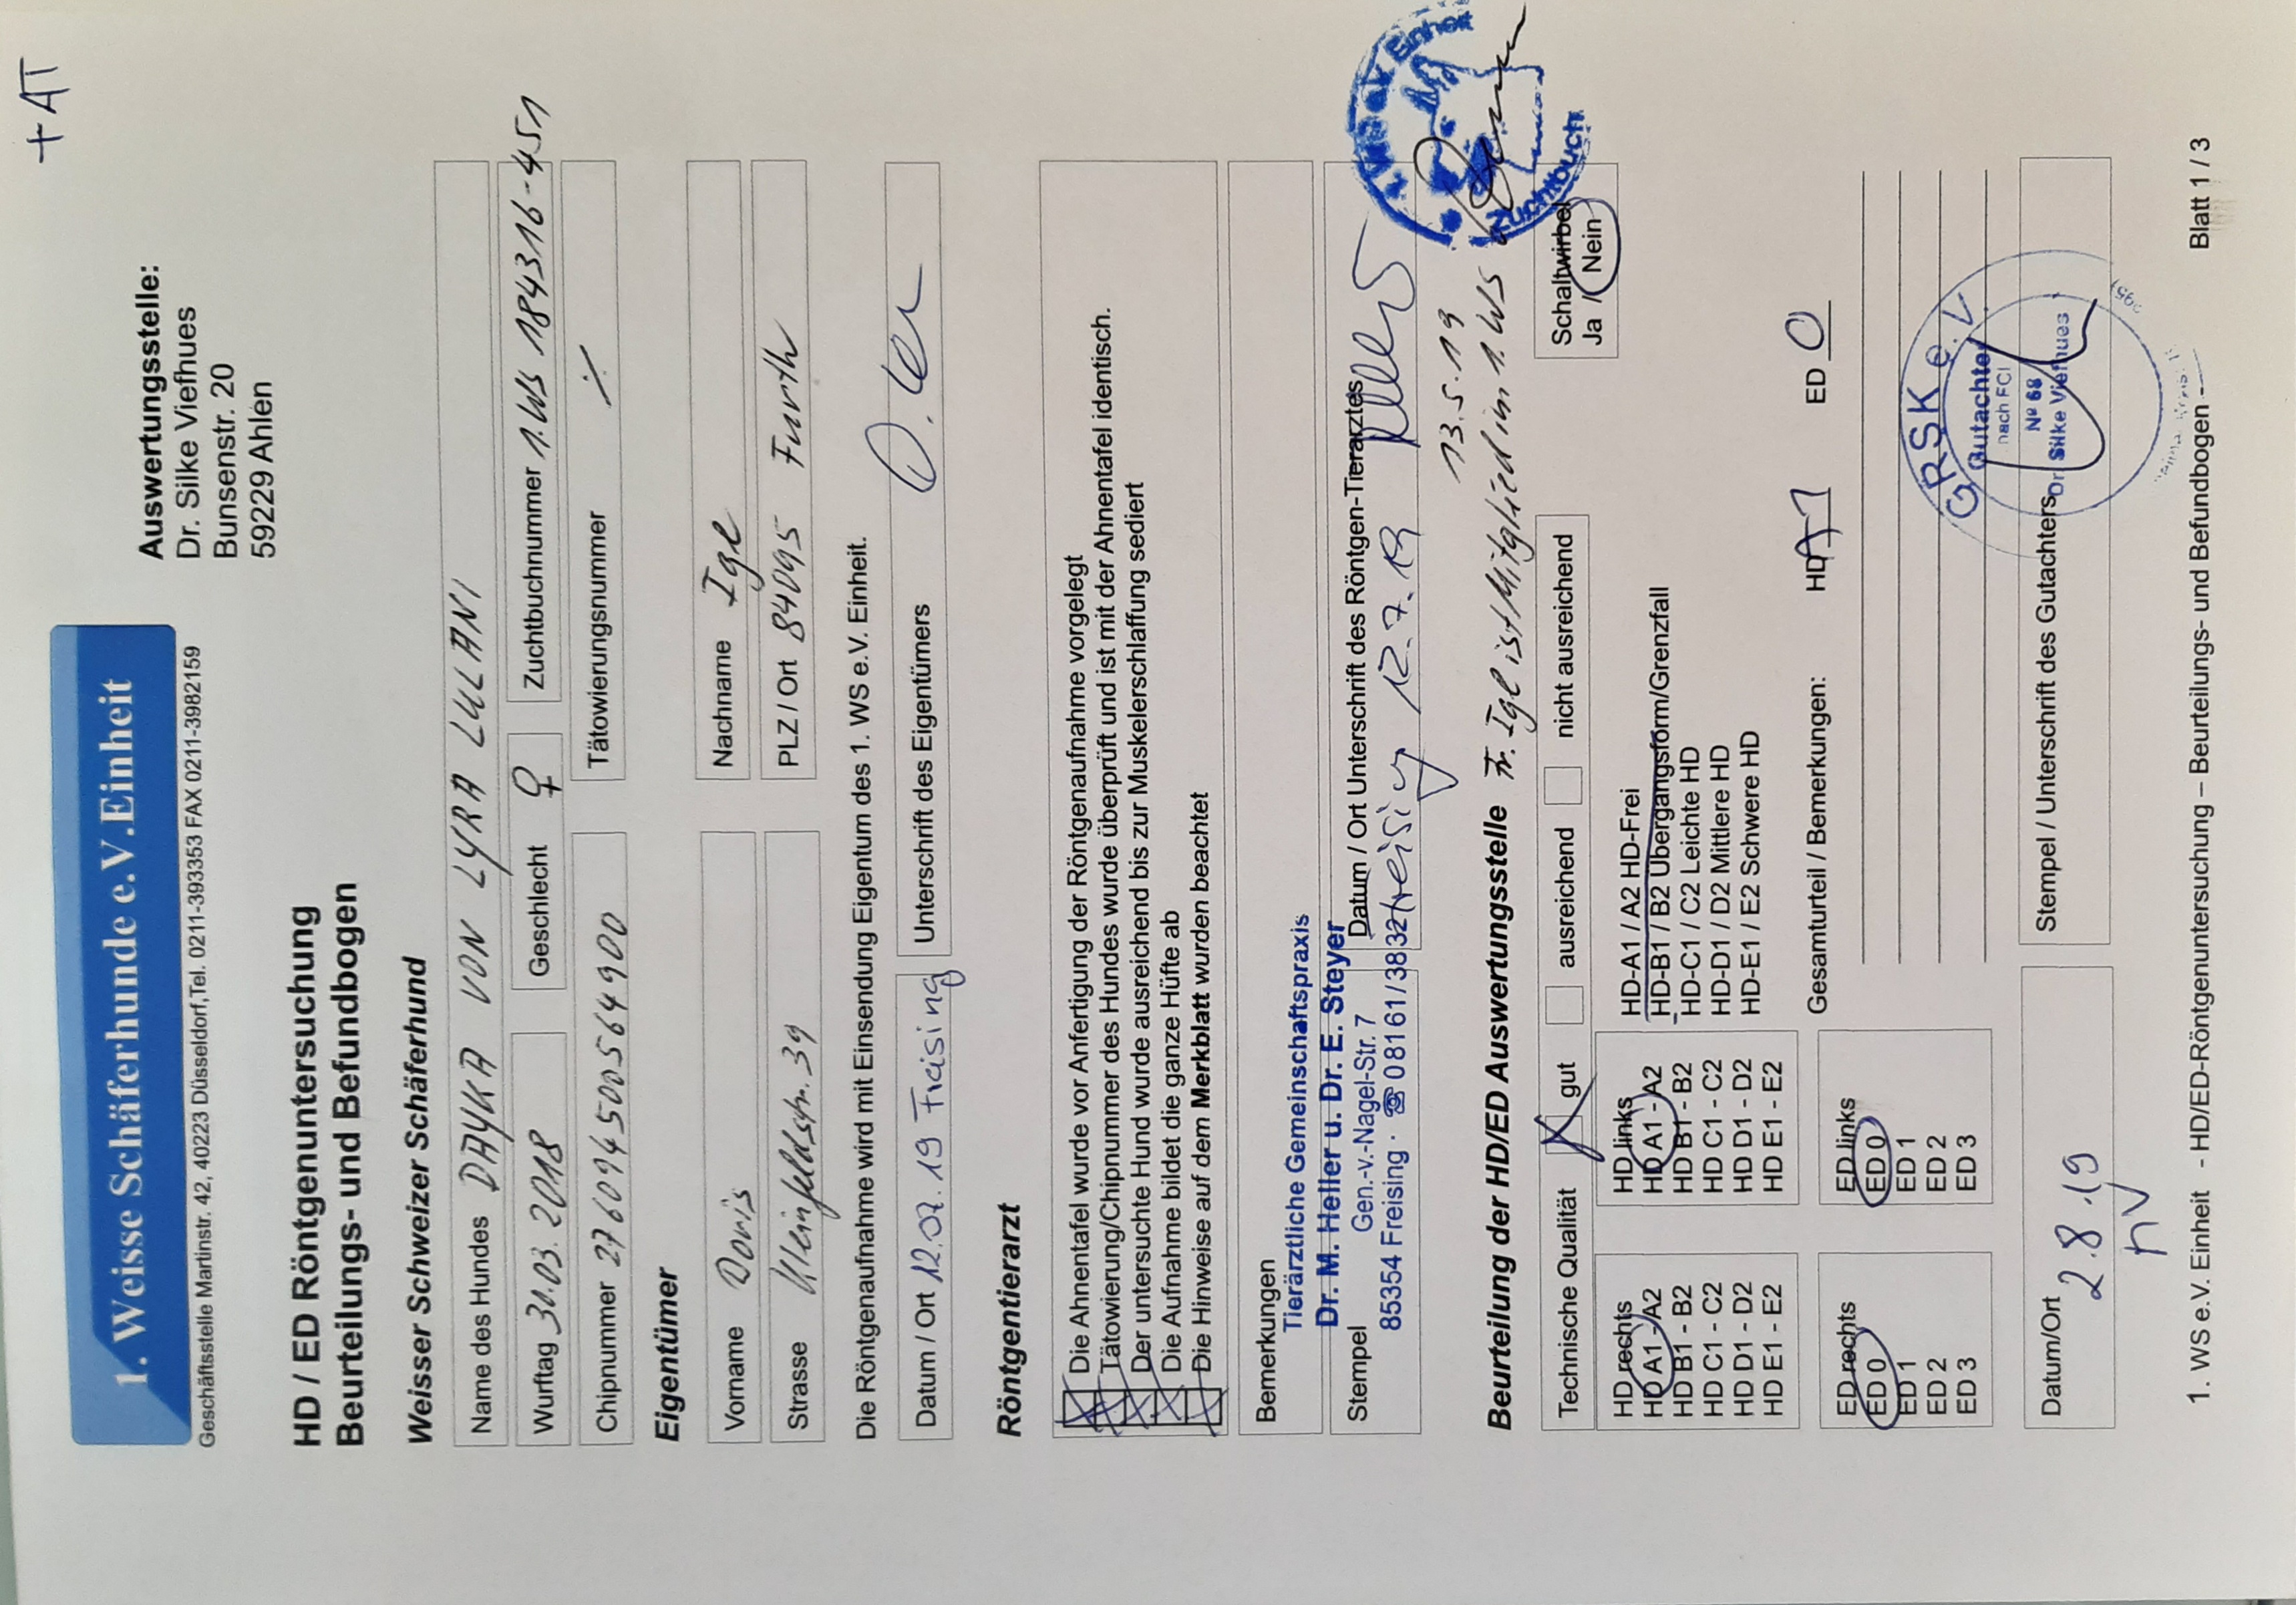 + AT
1. Weisse Schäferhunde e.V. Einheit
Geschäftsstelle Martinstr. 42, 40223 Düsseldorf,Tel. 0211-393353 FAX 0211-3982159
Auswertungsstelle:
Dr. Silke Viefhues
Bunsenstr. 20
59229 Ahlen
HD / ED Röntgenuntersuchung
Beurteilungs- und Befundbogen
Weisser Schweizer Schäferhund
Name des Hundes DAYKA VON LYRA LULANI
Wurftag 30.03.2018 Geschlecht ♀ Zuchtbuchnummer 1.WS 1843316-451
Chipnummer 276094500564900 Tätowierungsnummer ⁒
Eigentümer
Vorname Doris Nachname Igl
Strasse Kleinfeldstr. 39 PLZ / Ort 84095 Furth
Die Röntgenaufnahme wird mit Einsendung Eigentum des 1. WS e.V. Einheit.
Datum / Ort 12.07.19 Freising Unterschrift des Eigentümers
Röntgentierarzt
Die Ahnentafel wurde vor Anfertigung der Röntgenaufnahme vorgelegt
Tätowierung/Chipnummer des Hundes wurde überprüft und ist mit der Ahnentafel identisch.
Der untersuchte Hund wurde ausreichend bis zur Muskelerschlaffung sediert
Die Aufnahme bildet die ganze Hüfte ab
Die Hinweise auf dem Merkblatt wurden beachtet
Bemerkungen
Tierärztliche Gemeinschaftspraxis
Dr. M. Heller u. Dr. E. Steyer
Gen.-v.-Nagel-Str. 7
85354 Freising · ☎ 08161/3832
Stempel Datum / Ort Unterschrift des Röntgen-Tierarztes
Freising 12.7.19
13.5.19
1. WS e.V. Einheit
Zuchtbuch
Beurteilung der HD/ED Auswertungsstelle Fr. Igl ist Mitglied im 1. WS
Technische Qualität X gut ausreichend nicht ausreichend Schaltwirbel
Ja / Nein
HD rechts HD links
HD A1 - A2 HD A1 - A2 HD-A1 / A2 HD-Frei
HD B1 - B2 HD B1 - B2 HD-B1 / B2 Übergangsform/Grenzfall
HD C1 - C2 HD C1 - C2 HD-C1 / C2 Leichte HD
HD D1 - D2 HD D1 - D2 HD-D1 / D2 Mittlere HD
HD E1 - E2 HD E1 - E2 HD-E1 / E2 Schwere HD
Gesamturteil / Bemerkungen: HD A1 ED 0
ED rechts ED links
ED 0 ED 0
ED 1 ED 1
ED 2 ED 2
ED 3 ED 3
GRSK e.V.
Gutachter
nach FCI
Nº 68
Dr. Silke Viefhues
Datum/Ort Stempel / Unterschrift des Gutachters
2.8.19
1. WS e.V. Einheit - HD/ED-Röntgenuntersuchung – Beurteilungs- und Befundbogen - Blatt 1 / 3